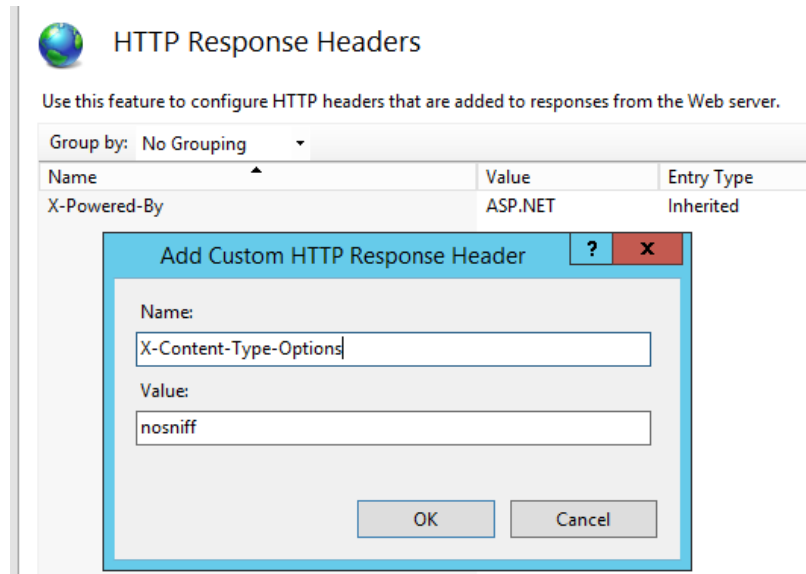 HTTP Response Headers
Use this feature to configure HTTP headers that are added to responses from the Web server.
Group by: No Grouping
Name Value Entry Type
X-Powered-By ASP.NET Inherited
Add Custom HTTP Response Header ? x
Name:
X-Content-Type-Options
Value:
nosniff
OK Cancel